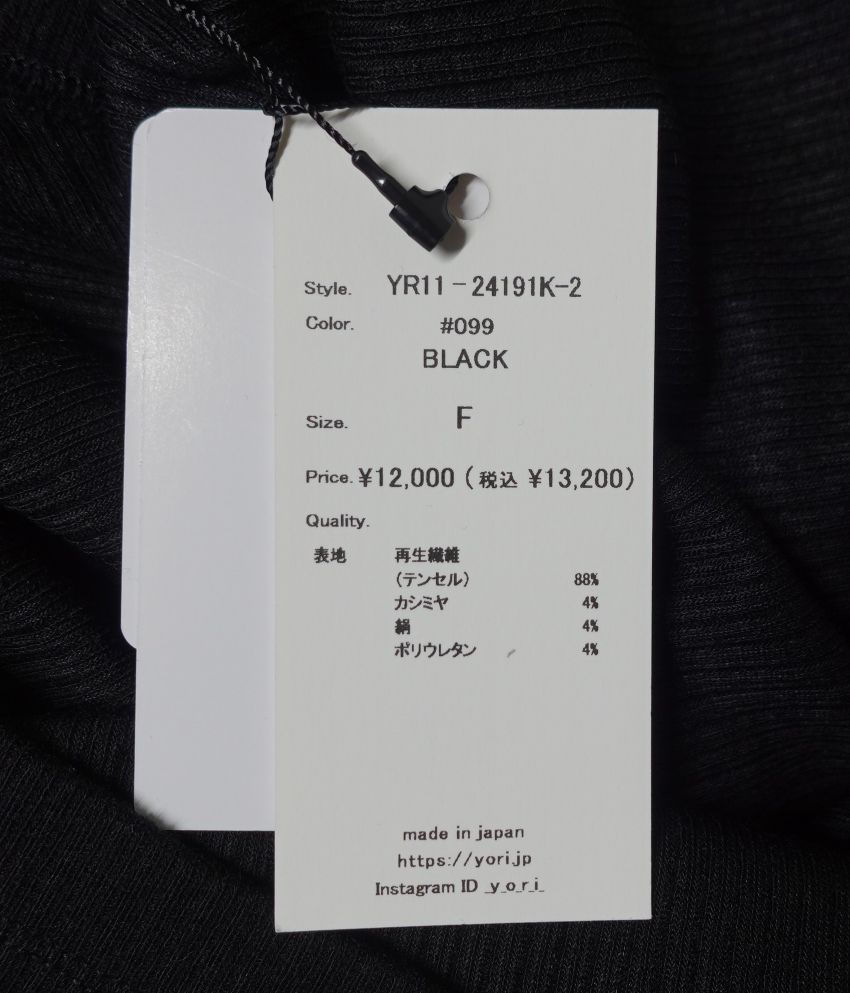 Style. YR11-24191K-2
Color. #099
BLACK
Size. F
Price. ¥12,000 (税込 ¥13,200)
Quality.
表地 再生繊維
(テンセル) 88%
カシミヤ 4%
絹 4%
ポリウレタン 4%
made in japan
https://yori.jp
Instagram ID _y_o_r_i_